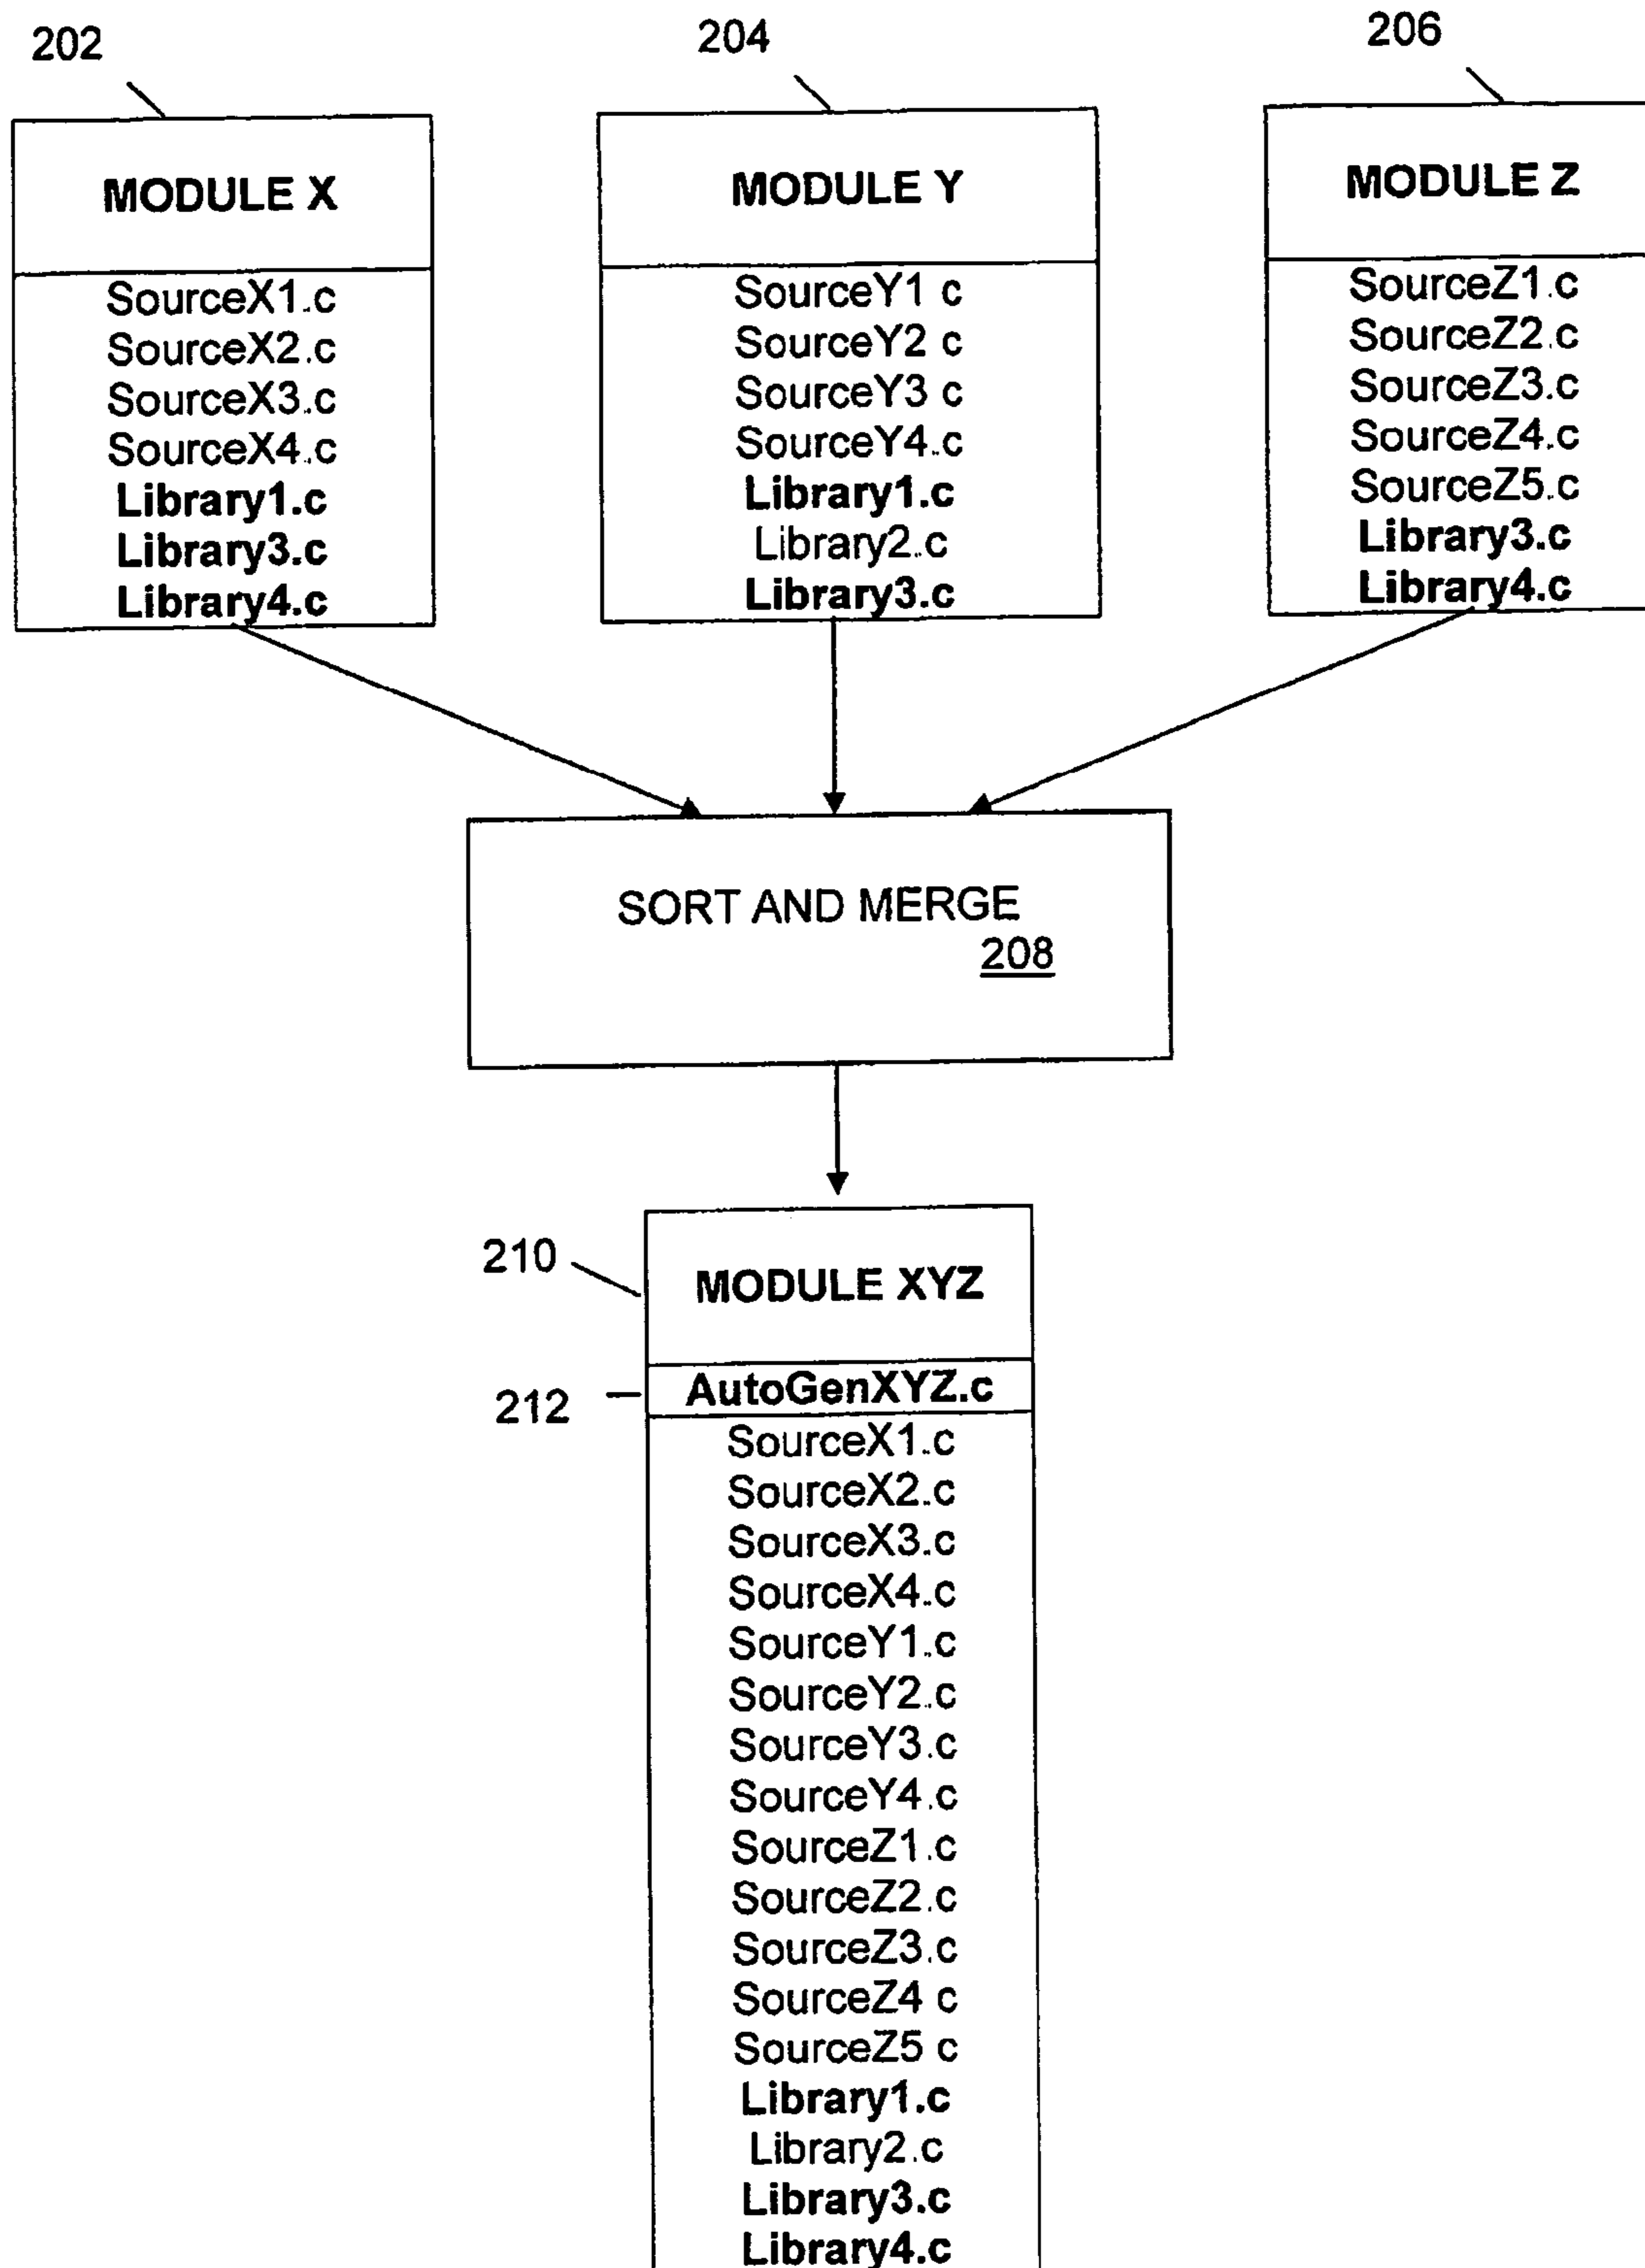 202
204
206
MODULE X
SourceX1.c
SourceX2.c
SourceX3.c
SourceX4.c
Library1.c
Library3.c
Library4.c
MODULE Y
SourceY1 c
SourceY2 c
SourceY3 c
SourceY4.c
Library1.c
Library2.c
Library3.c
MODULE Z
SourceZ1.c
SourceZ2.c
SourceZ3.c
SourceZ4.c
SourceZ5.c
Library3.c
Library4.c
SORT AND MERGE
208
210
MODULE XYZ
212
AutoGenXYZ.c
SourceX1.c
SourceX2.c
SourceX3.c
SourceX4.c
SourceY1.c
SourceY2.c
SourceY3.c
SourceY4.c
SourceZ1.c
SourceZ2.c
SourceZ3.c
SourceZ4 c
SourceZ5 c
Library1.c
Library2.c
Library3.c
Library4.c